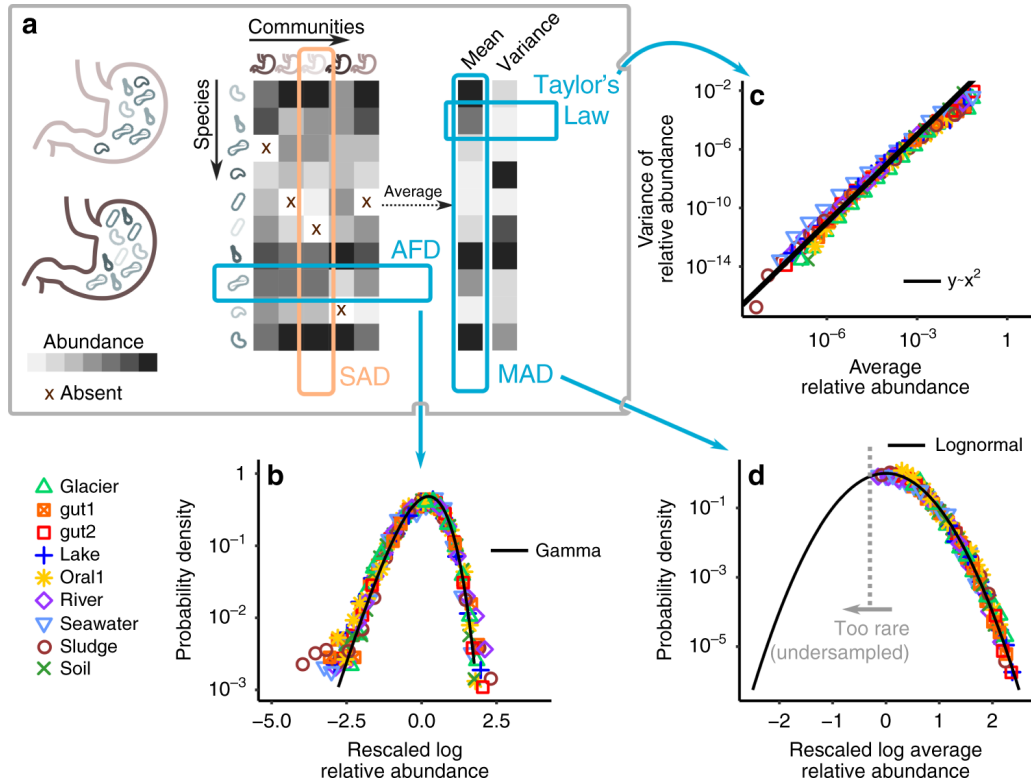 a
Communities
Species
Mean
Variance
Taylor's
Law
x
x
x
Average
x
AFD
x
SAD
MAD
Abundance
x Absent
c
Variance of
relative abundance
10⁻²
10⁻⁶
10⁻¹⁰
10⁻¹⁴
y~x²
10⁻⁶
10⁻³
1
Average
relative abundance
Glacier
gut1
gut2
Lake
Oral1
River
Seawater
Sludge
Soil
b
Probability density
1
10⁻¹
10⁻²
10⁻³
Gamma
−5.0
−2.5
0.0
2.5
Rescaled log
relative abundance
d
Lognormal
Probability density
10⁻¹
10⁻³
10⁻⁵
Too rare
(undersampled)
−2
−1
0
1
2
Rescaled log average
relative abundance